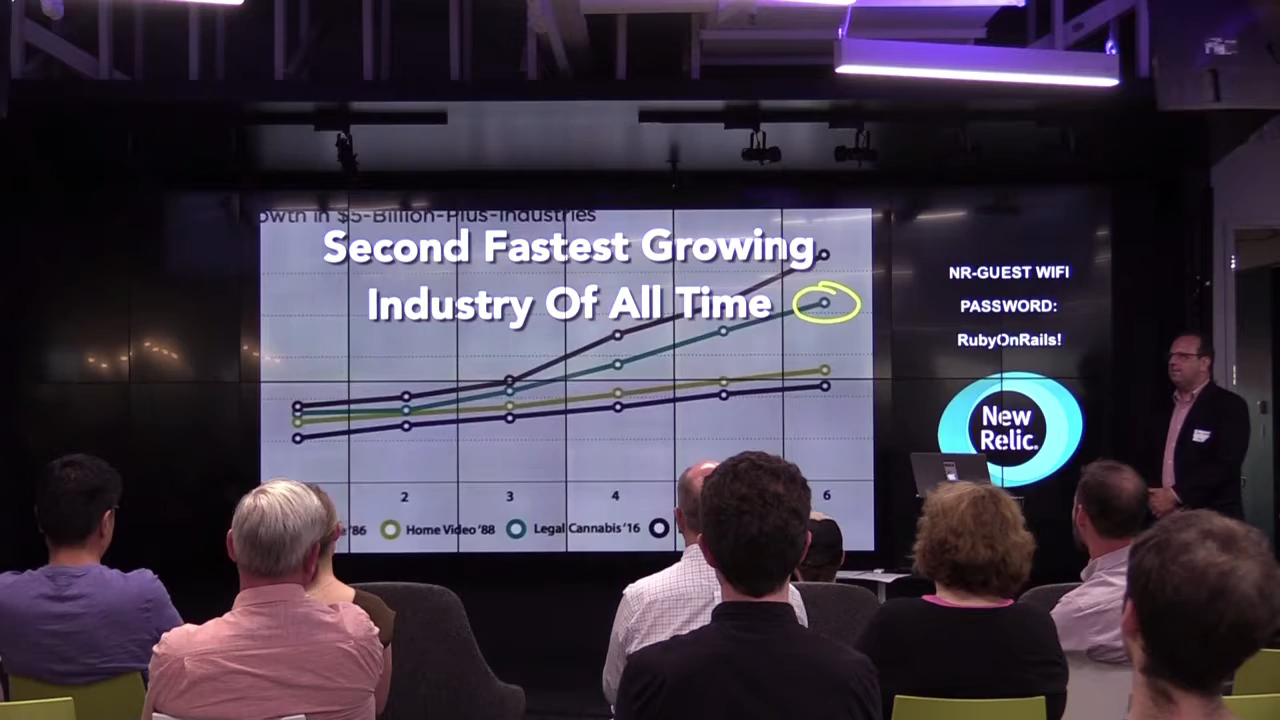 owth in $5-Billion-Plus-Industries
Second Fastest Growing
Industry Of All Time
2 3 4 6
'86 Home Video '88 Legal Cannabis '16
NR-GUEST WIFI
PASSWORD:
RubyOnRails!
New
Relic.